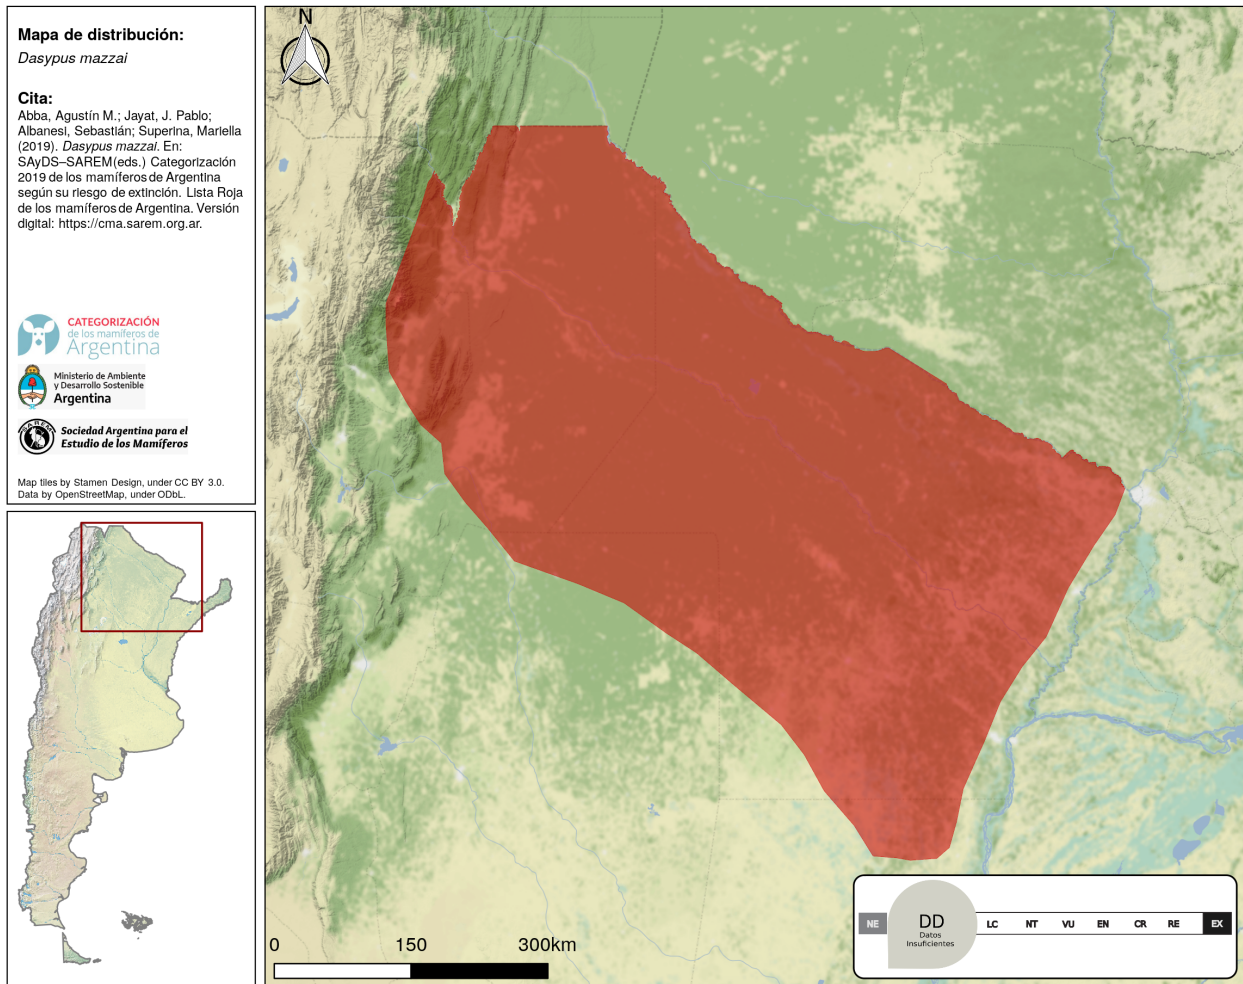 Mapa de distribución:
Dasypus mazzai
Cita:
Abba, Agustín M.; Jayat, J. Pablo;
Albanesi, Sebastián; Superina, Mariella
(2019). Dasypus mazzai. En:
SAyDS–SAREM(eds.) Categorización
2019 de los mamíferos de Argentina
según su riesgo de extinción. Lista Roja
de los mamíferos de Argentina. Versión
digital: https://cma.sarem.org.ar.
CATEGORIZACIÓN
de los mamíferos de
Argentina
Ministerio de Ambiente
y Desarrollo Sostenible
Argentina
SAREM
Sociedad Argentina para el
Estudio de los Mamíferos
Map tiles by Stamen Design, under CC BY 3.0.
Data by OpenStreetMap, under ODbL.
N
0 150 300km
NE DD LC NT VU EN CR RE EX
Datos
Insuficientes